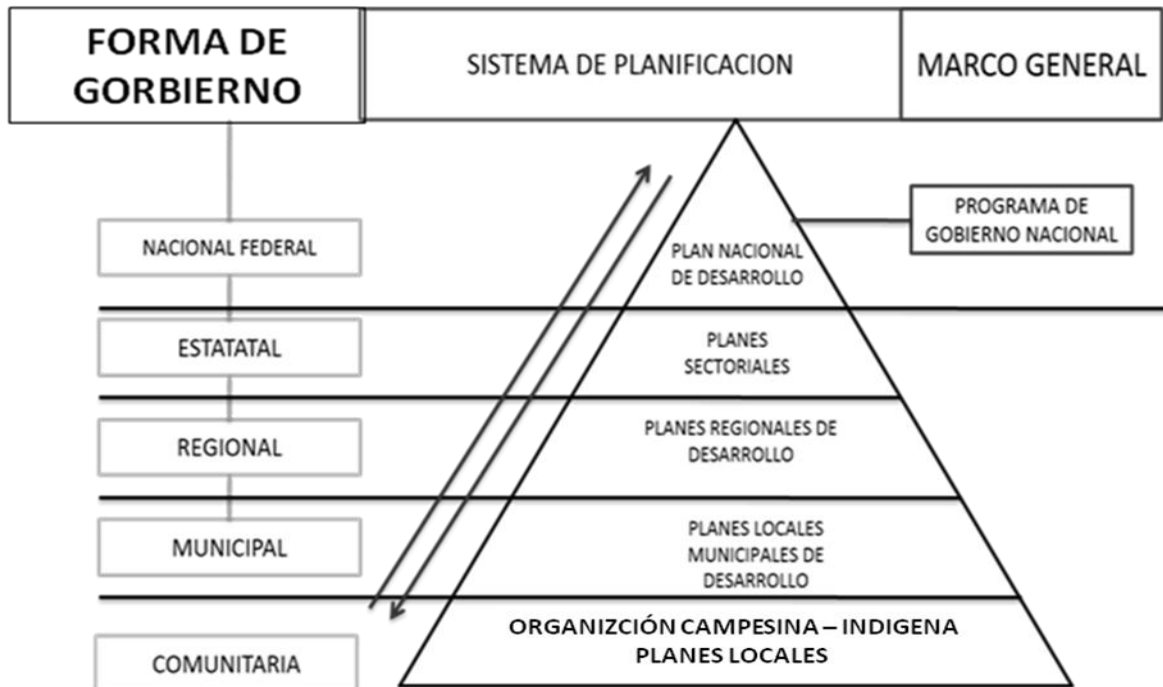 FORMA DE
GORBIERNO
SISTEMA DE PLANIFICACION
MARCO GENERAL
NACIONAL FEDERAL
PLAN NACIONAL
DE DESARROLLO
PROGRAMA DE
GOBIERNO NACIONAL
ESTATATAL
PLANES
SECTORIALES
REGIONAL
PLANES REGIONALES DE
DESARROLLO
MUNICIPAL
PLANES LOCALES
MUNICIPALES DE
DESARROLLO
COMUNITARIA
ORGANIZCIÓN CAMPESINA – INDIGENA
PLANES LOCALES